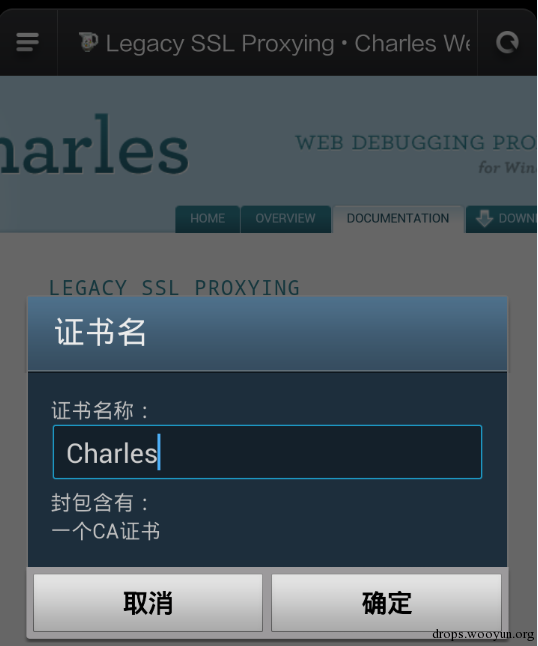 Legacy SSL Proxying • Charles We
harles
WEB DEBUGGING PRO
for Win
HOME
OVERVIEW
DOCUMENTATION
DOWN
LEGACY SSL PROXYING
证书名
证书名称：
Charles
封包含有：
一个CA证书
取消
确定
drops.wooyun.org